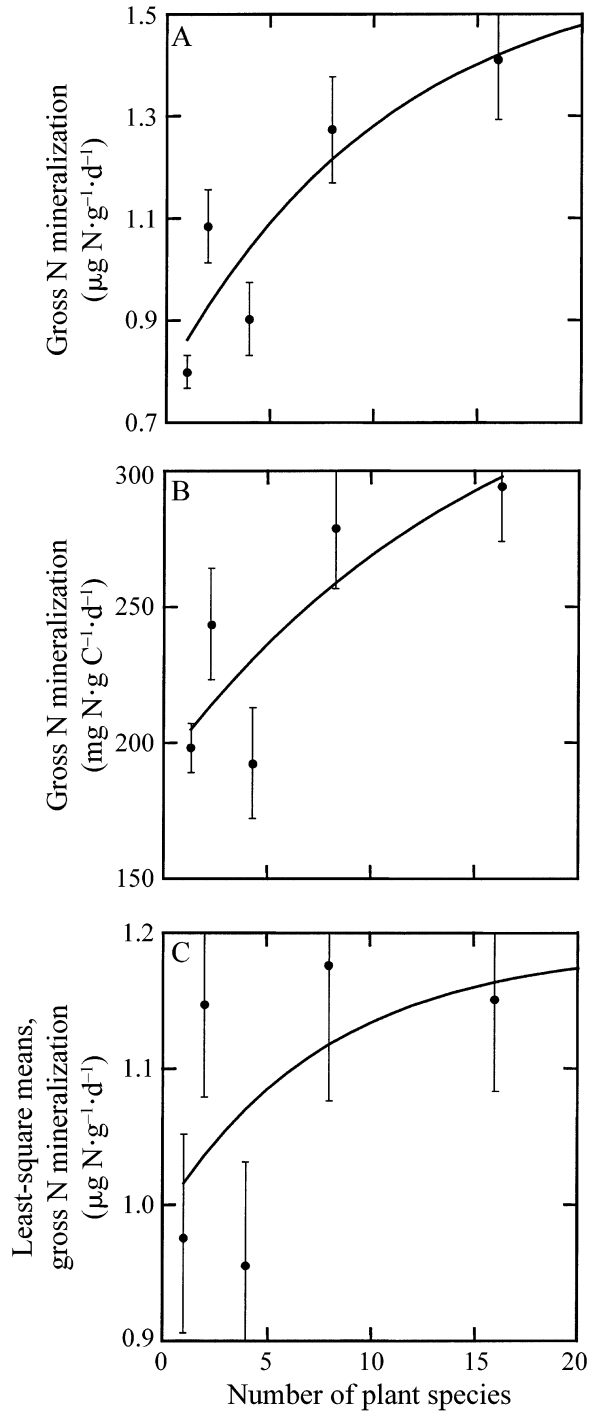 A
1.5
1.3
1.1
0.9
0.7
Gross N mineralization
(μg N·g⁻¹·d⁻¹)
B
300
250
200
150
Gross N mineralization
(mg N·g C⁻¹·d⁻¹)
C
1.2
1.1
1.0
0.9
Least-square means,
gross N mineralization
(μg N·g⁻¹·d⁻¹)
0 5 10 15 20
Number of plant species